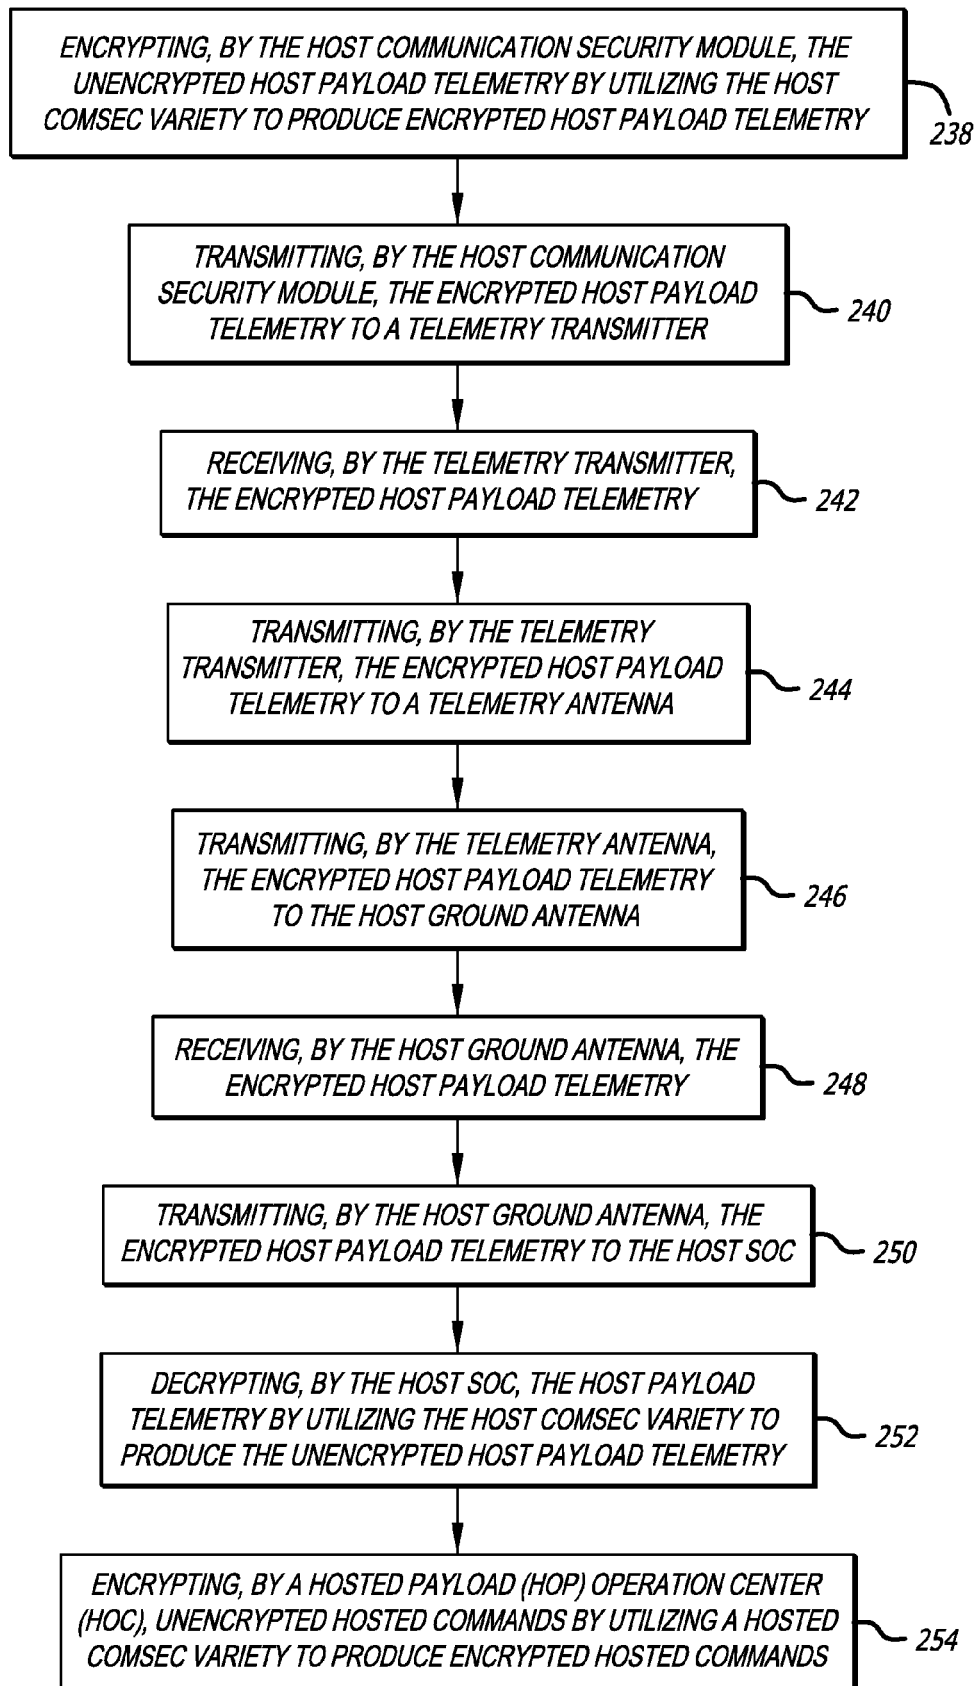 ENCRYPTING, BY THE HOST COMMUNICATION SECURITY MODULE, THE
UNENCRYPTED HOST PAYLOAD TELEMETRY BY UTILIZING THE HOST
COMSEC VARIETY TO PRODUCE ENCRYPTED HOST PAYLOAD TELEMETRY
238
TRANSMITTING, BY THE HOST COMMUNICATION
SECURITY MODULE, THE ENCRYPTED HOST PAYLOAD
TELEMETRY TO A TELEMETRY TRANSMITTER
240
RECEIVING, BY THE TELEMETRY TRANSMITTER,
THE ENCRYPTED HOST PAYLOAD TELEMETRY
242
TRANSMITTING, BY THE TELEMETRY
TRANSMITTER, THE ENCRYPTED HOST PAYLOAD
TELEMETRY TO A TELEMETRY ANTENNA
244
TRANSMITTING, BY THE TELEMETRY ANTENNA,
THE ENCRYPTED HOST PAYLOAD TELEMETRY
TO THE HOST GROUND ANTENNA
246
RECEIVING, BY THE HOST GROUND ANTENNA, THE
ENCRYPTED HOST PAYLOAD TELEMETRY
248
TRANSMITTING, BY THE HOST GROUND ANTENNA, THE
ENCRYPTED HOST PAYLOAD TELEMETRY TO THE HOST SOC
250
DECRYPTING, BY THE HOST SOC, THE HOST PAYLOAD
TELEMETRY BY UTILIZING THE HOST COMSEC VARIETY TO
PRODUCE THE UNENCRYPTED HOST PAYLOAD TELEMETRY
252
ENCRYPTING, BY A HOSTED PAYLOAD (HOP) OPERATION CENTER
(HOC), UNENCRYPTED HOSTED COMMANDS BY UTILIZING A HOSTED
COMSEC VARIETY TO PRODUCE ENCRYPTED HOSTED COMMANDS
254